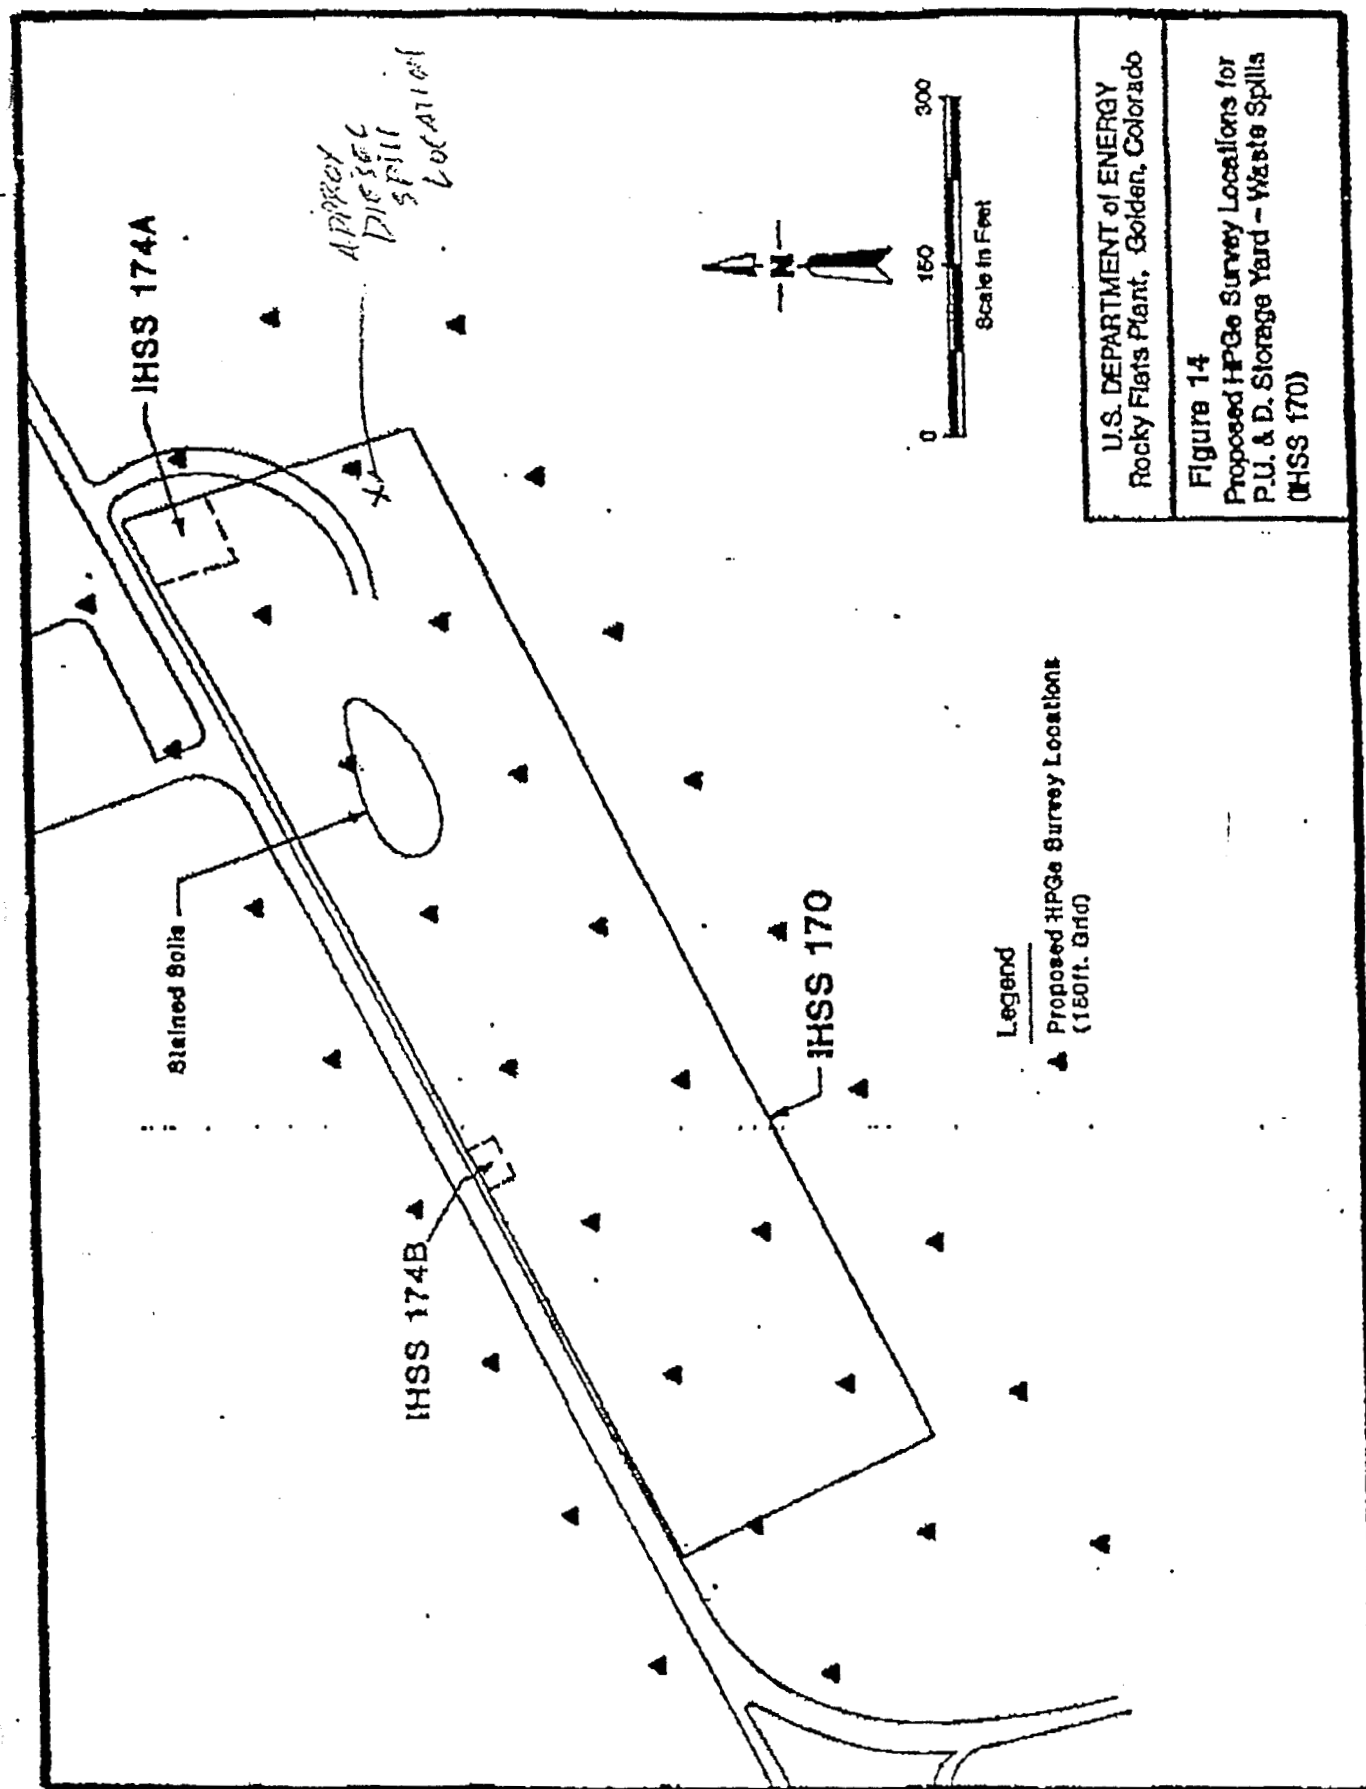 IHSS 174A
APPROX
DIESEL
SPILL
LOCATION
Stained Soils
IHSS 174B
IHSS 170
N
0 150 300
Scale in Feet
Legend
Proposed HPGe Survey Locations
(150ft. Grid)
U.S. DEPARTMENT of ENERGY
Rocky Flats Plant, Golden, Colorado
Figure 14
Proposed HPGe Survey Locations for
P.U. & D. Storage Yard - Waste Spills
(IHSS 170)